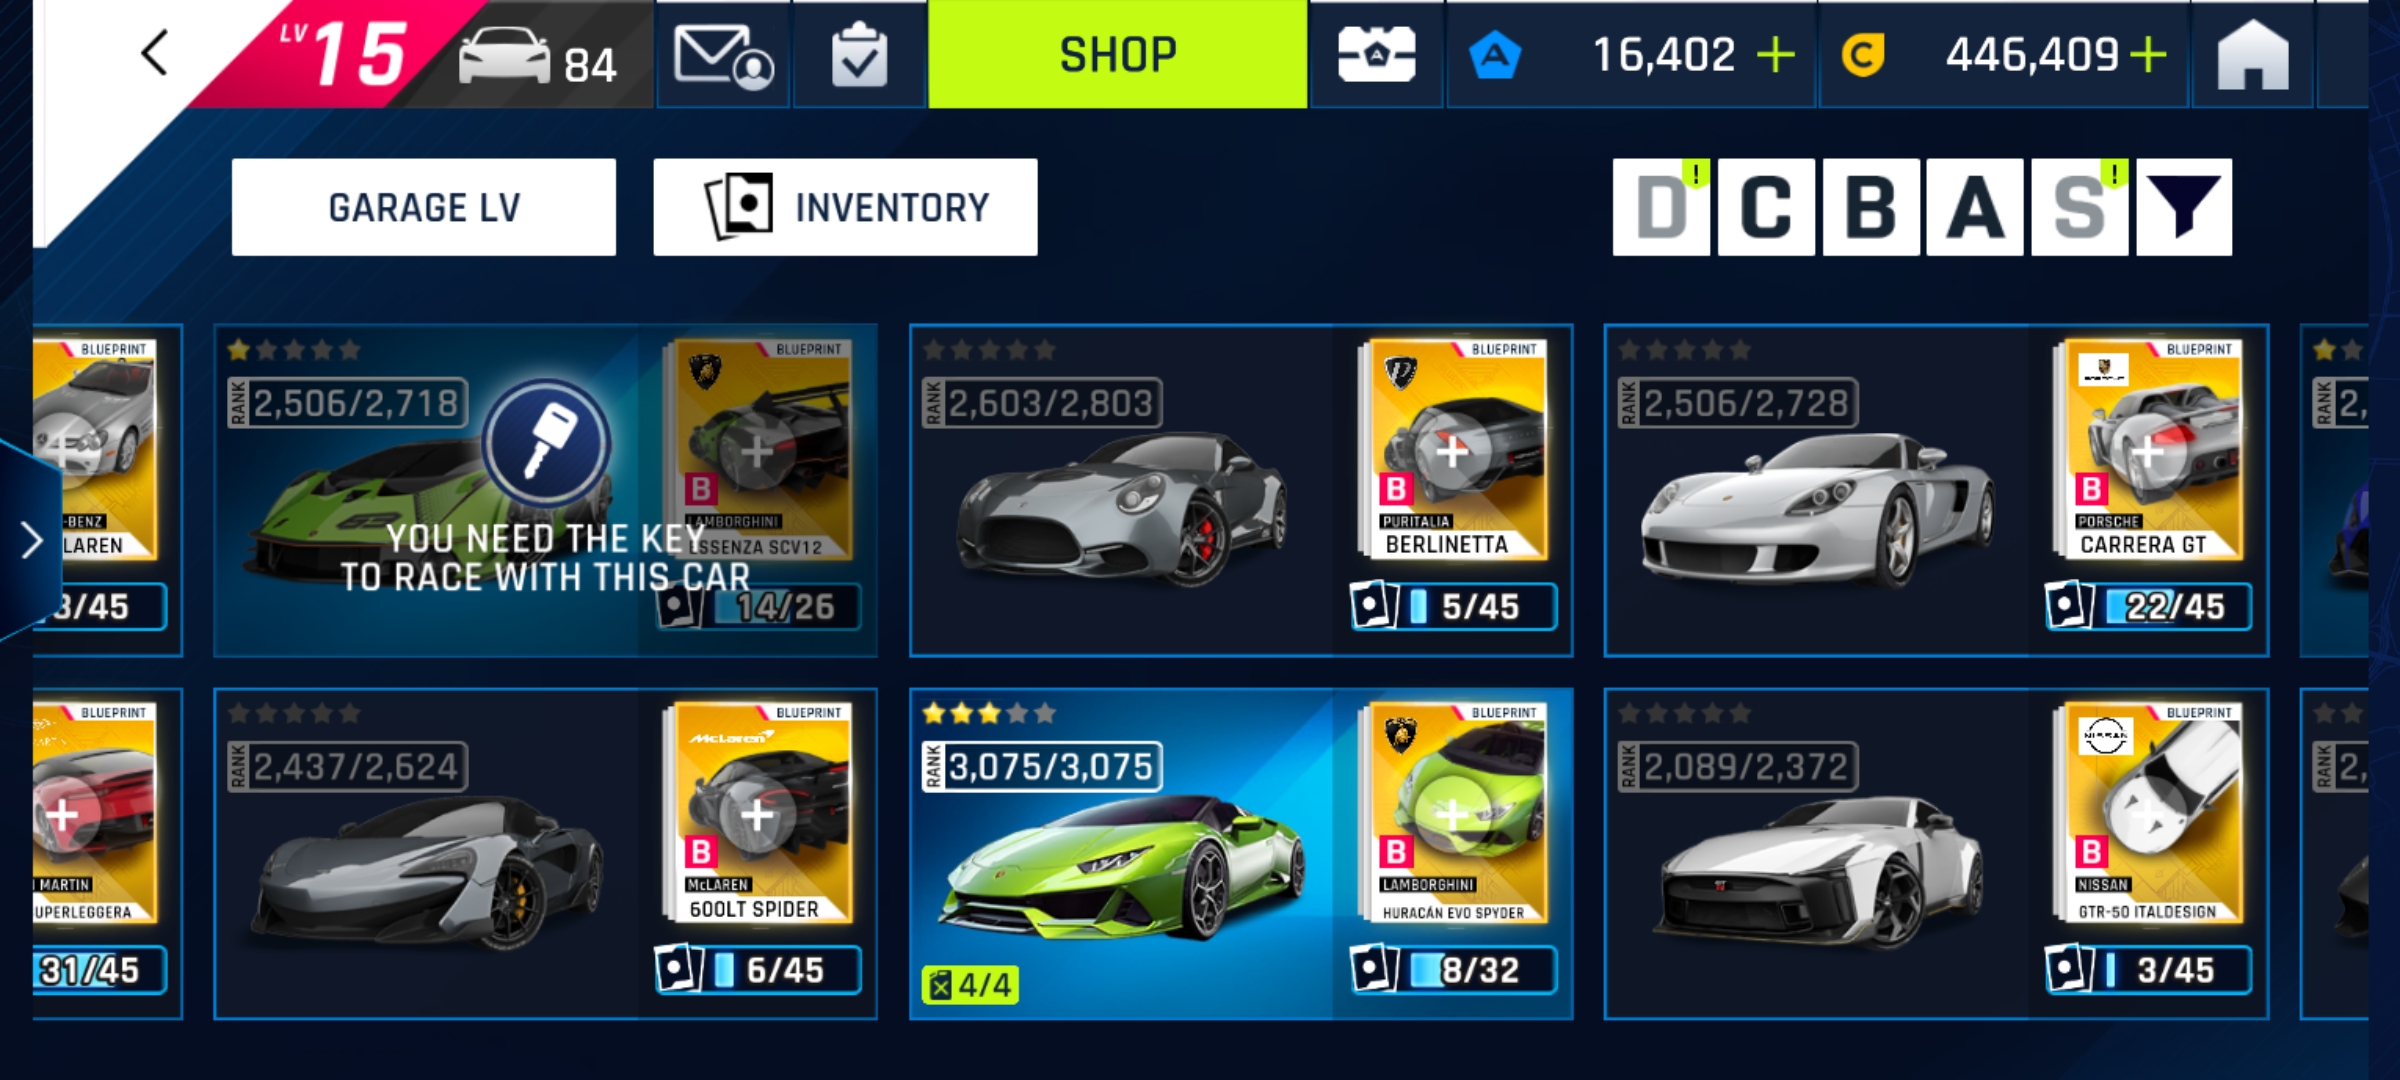 LV 15
84
SHOP
16,402
446,409
GARAGE LV
INVENTORY
D ! C B A S !
BLUEPRINT
-BENZ
LAREN
3/45
RANK 2,506/2,718
YOU NEED THE KEY
TO RACE WITH THIS CAR
BLUEPRINT
B
LAMBORGHINI
ESSENZA SCV12
14/26
RANK 2,603/2,803
BLUEPRINT
B
PURITALIA
BERLINETTA
5/45
RANK 2,506/2,728
BLUEPRINT
B
PORSCHE
CARRERA GT
22/45
RANK 2,
BLUEPRINT
MARTIN
UPERLEGGERA
31/45
RANK 2,437/2,624
BLUEPRINT
McLaren
B
McLAREN
600LT SPIDER
6/45
RANK 3,075/3,075
4/4
BLUEPRINT
B
LAMBORGHINI
HURACÁN EVO SPYDER
8/32
RANK 2,089/2,372
BLUEPRINT
NISSAN
B
NISSAN
GTR-50 ITALDESIGN
3/45
RANK 2,